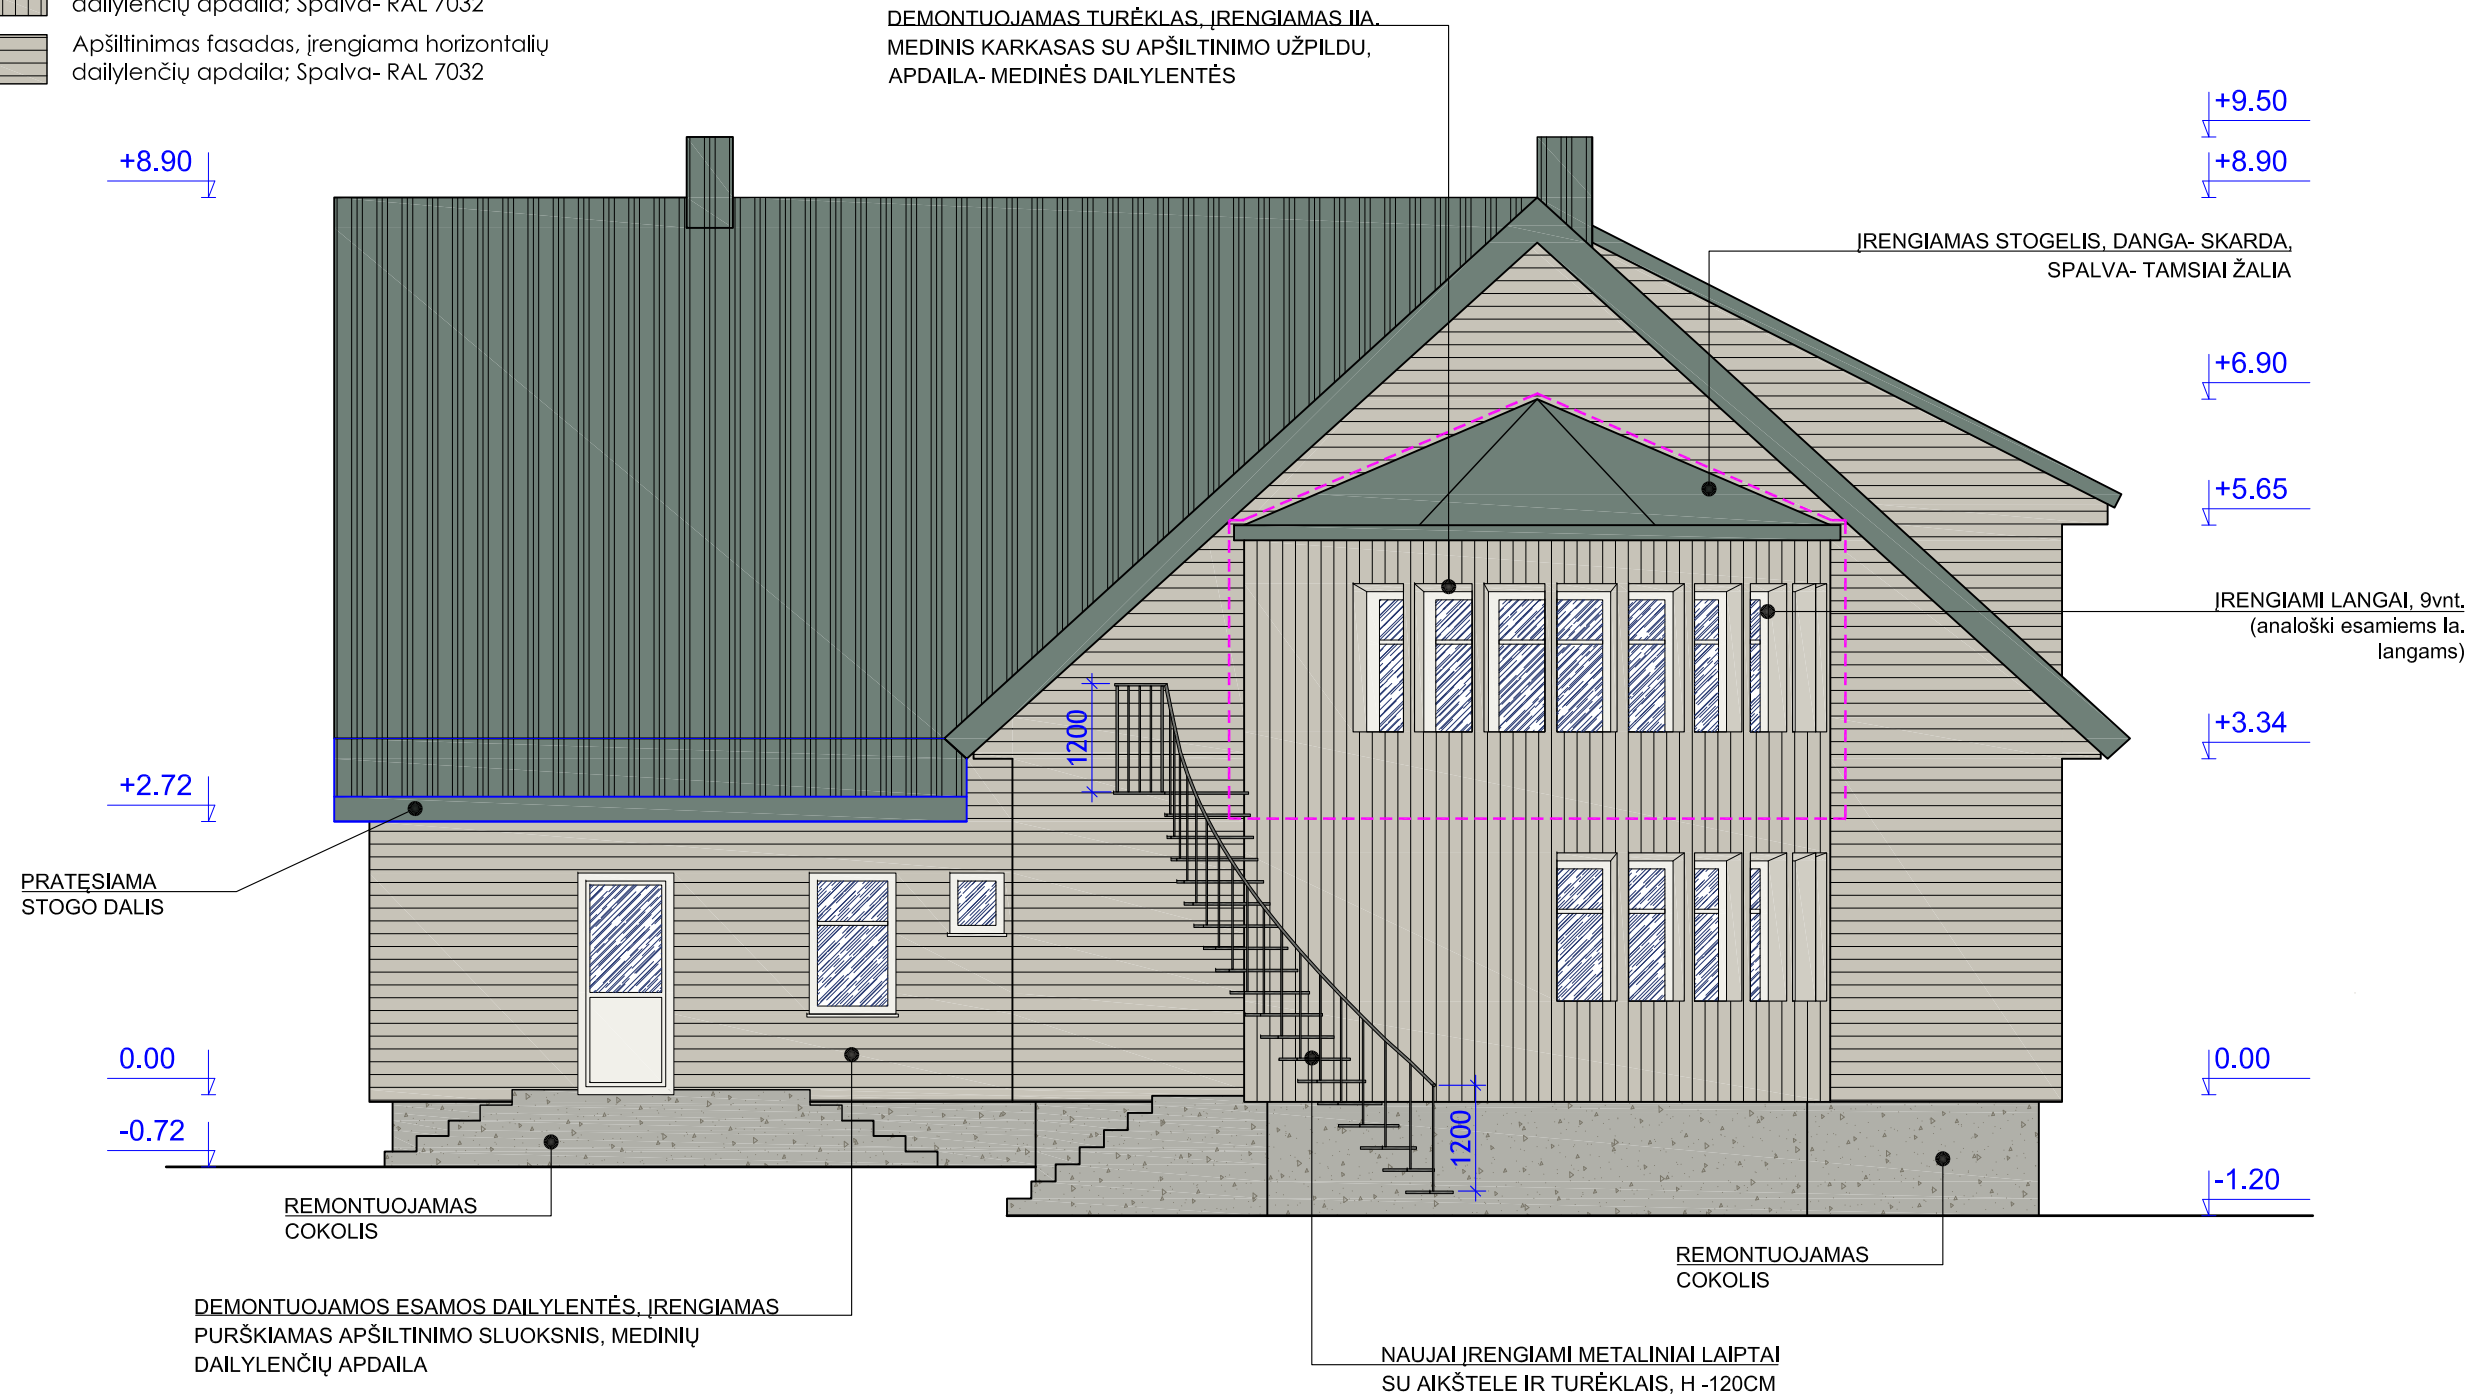 dailylenčių apdaila; Spalva- RAL 7032
Apšiltinimas fasadas, įrengiama horizontalių
dailylenčių apdaila; Spalva- RAL 7032
DEMONTUOJAMAS TURĖKLAS, ĮRENGIAMAS IIA.
MEDINIS KARKASAS SU APŠILTINIMO UŽPILDU,
APDAILA- MEDINĖS DAILYLENTĖS
+9.50
+8.90
+8.90
ĮRENGIAMAS STOGELIS, DANGA- SKARDA,
SPALVA- TAMSIAI ŽALIA
+6.90
+5.65
ĮRENGIAMI LANGAI, 9vnt.
(analoški esamiems Ia.
langams)
1200
+3.34
+2.72
PRATĘSIAMA
STOGO DALIS
0.00
0.00
-0.72
1200
-1.20
REMONTUOJAMAS
COKOLIS
REMONTUOJAMAS
COKOLIS
DEMONTUOJAMOS ESAMOS DAILYLENTĖS, ĮRENGIAMAS
PURŠKIAMAS APŠILTINIMO SLUOKSNIS, MEDINIŲ
DAILYLENČIŲ APDAILA
NAUJAI ĮRENGIAMI METALINIAI LAIPTAI
SU AIKŠTELE IR TURĖKLAIS, H -120CM